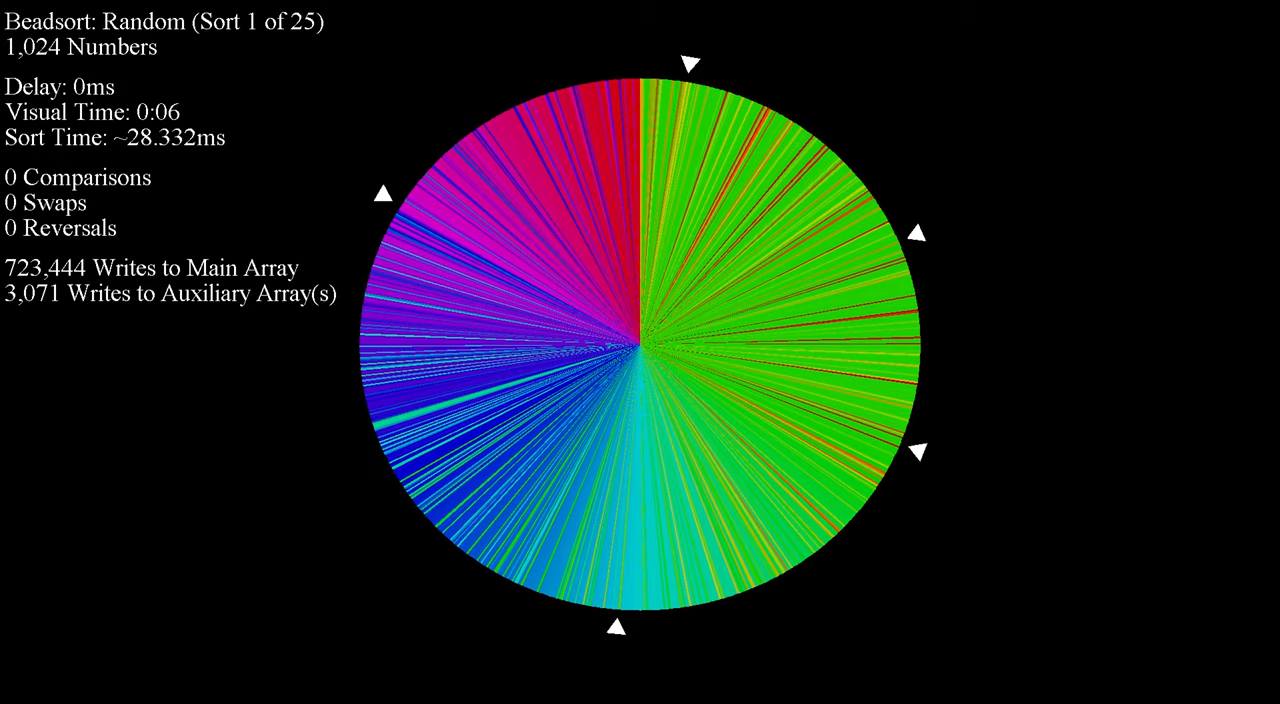 Beadsort: Random (Sort 1 of 25)
1,024 Numbers
Delay: 0ms
Visual Time: 0:06
Sort Time: ~28.332ms
0 Comparisons
0 Swaps
0 Reversals
723,444 Writes to Main Array
3,071 Writes to Auxiliary Array(s)